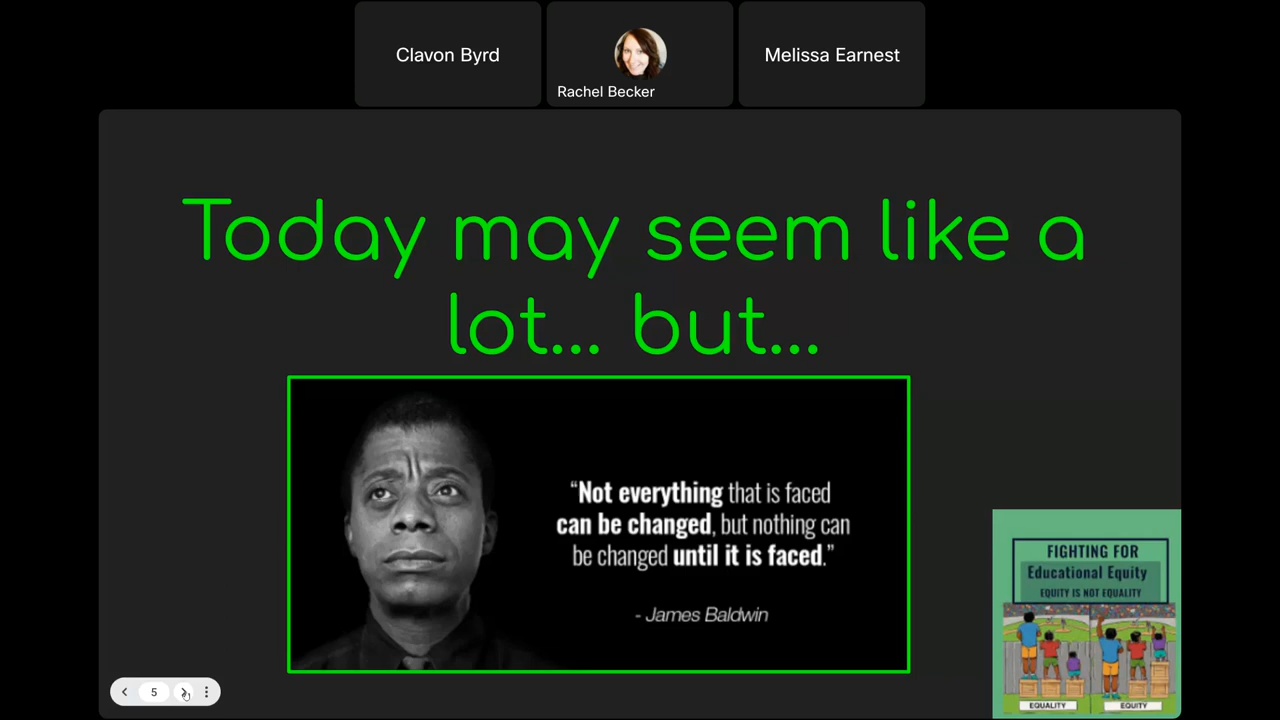 Clavon Byrd
Rachel Becker
Melissa Earnest
Today may seem like a
lot... but...
“Not everything that is faced
can be changed, but nothing can
be changed until it is faced.”
- James Baldwin
FIGHTING FOR
Educational Equity
EQUITY IS NOT EQUALITY
EQUALITY
EQUITY
5